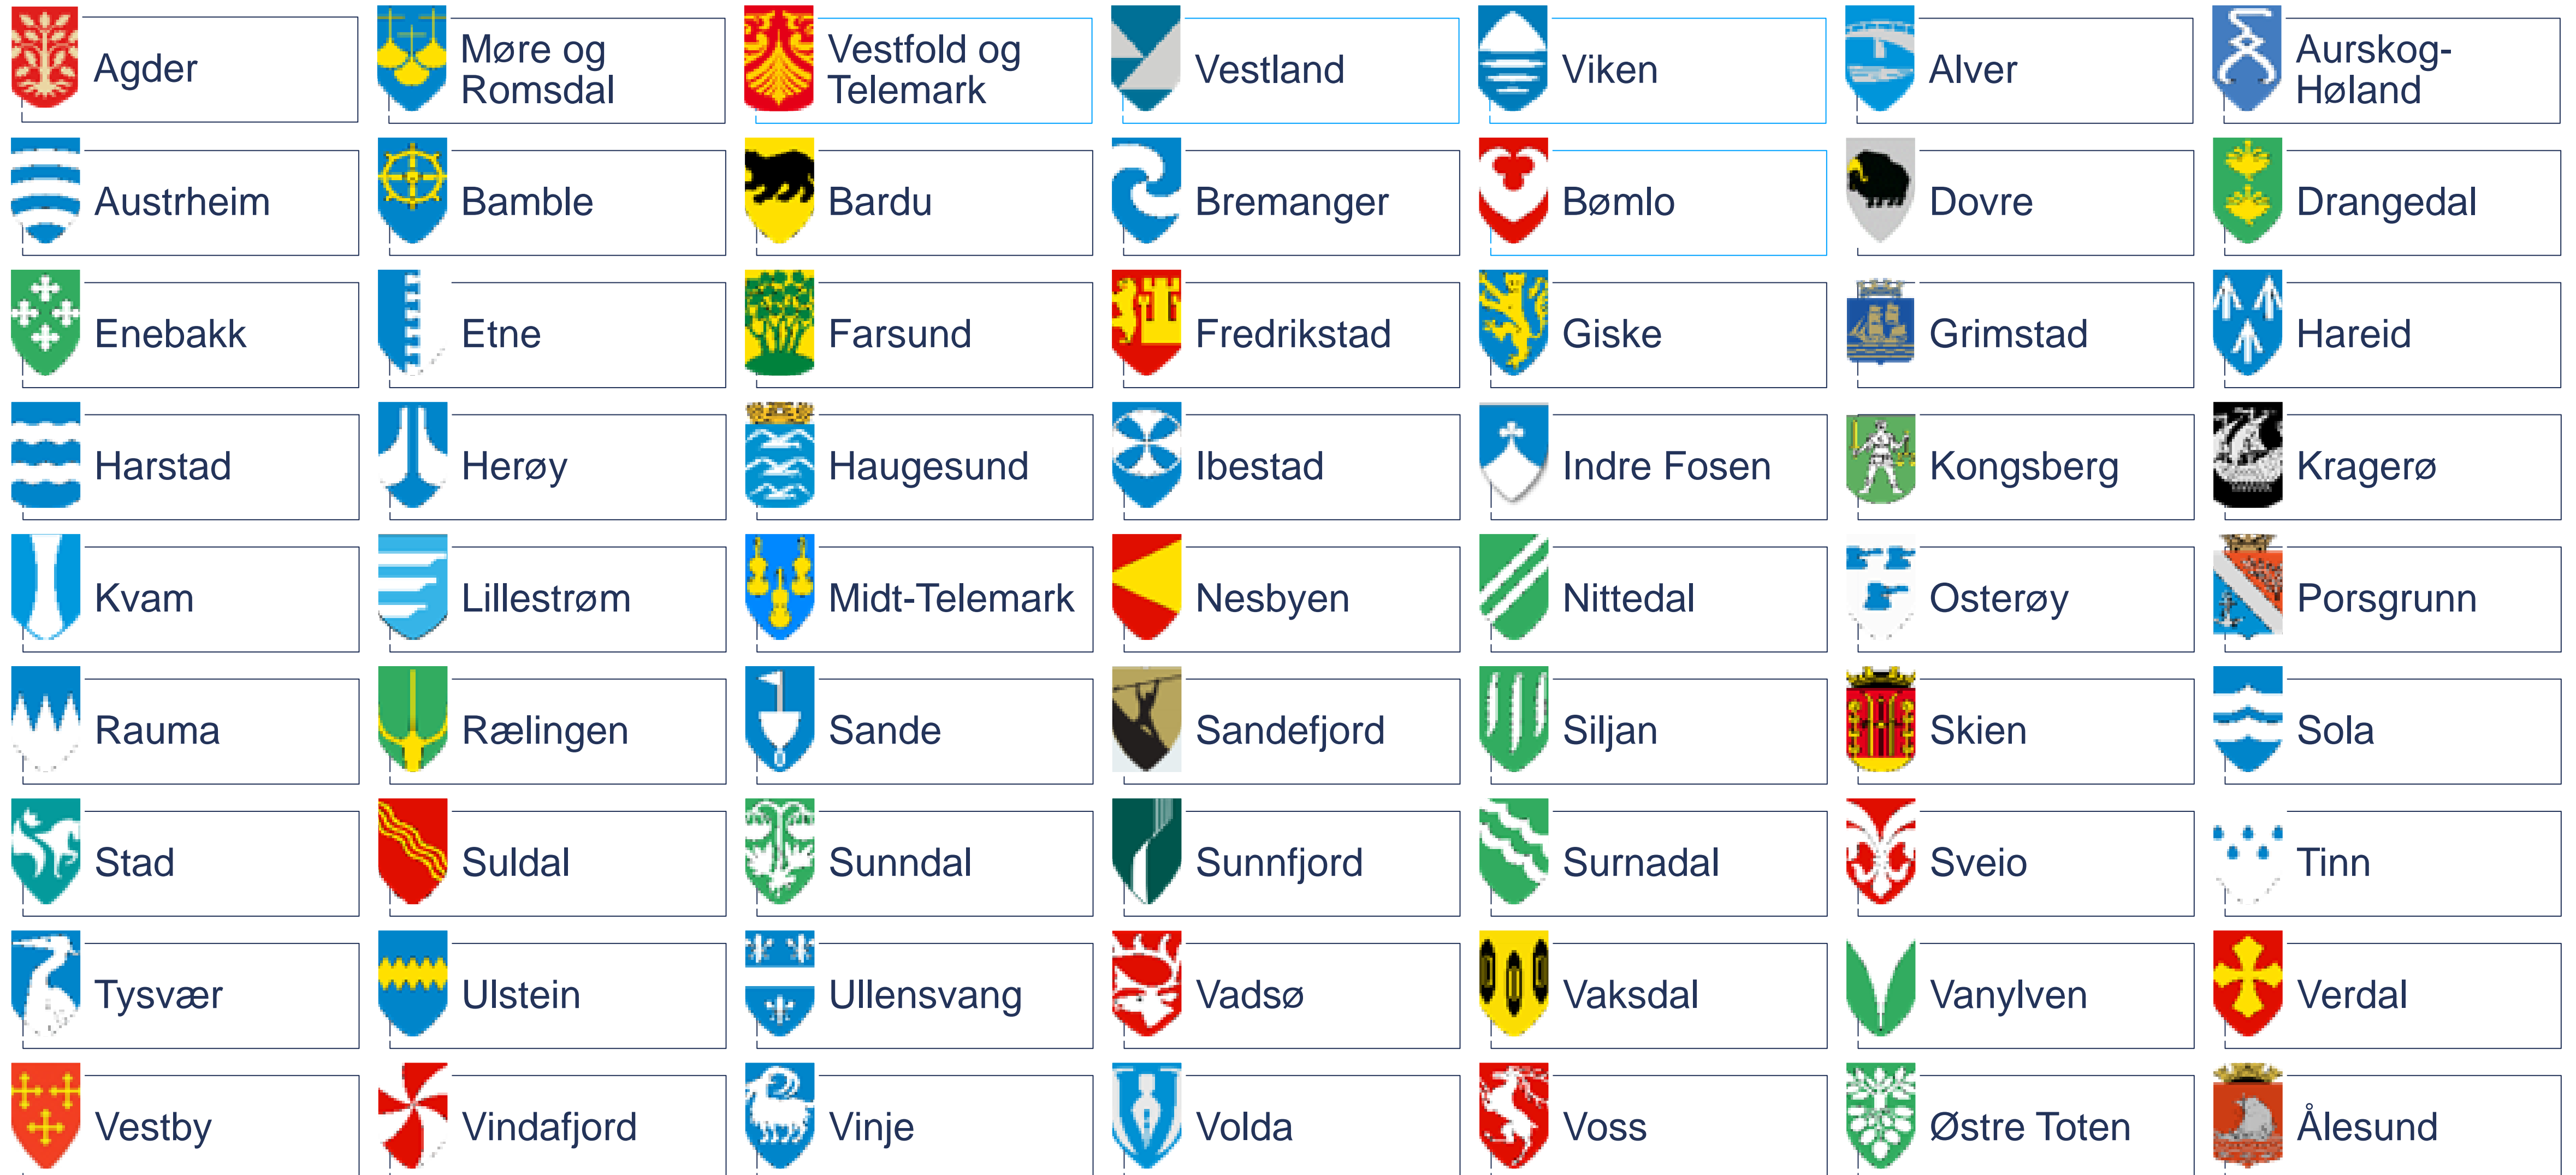 Agder
Møre og
Romsdal
Vestfold og
Telemark
Vestland
Viken
Alver
Aurskog-
Høland
Austrheim
Bamble
Bardu
Bremanger
Bømlo
Dovre
Drangedal
Enebakk
Etne
Farsund
Fredrikstad
Giske
Grimstad
Hareid
Harstad
Herøy
Haugesund
Ibestad
Indre Fosen
Kongsberg
Kragerø
Kvam
Lillestrøm
Midt-Telemark
Nesbyen
Nittedal
Osterøy
Porsgrunn
Rauma
Rælingen
Sande
Sandefjord
Siljan
Skien
Sola
Stad
Suldal
Sunndal
Sunnfjord
Surnadal
Sveio
Tinn
Tysvær
Ulstein
Ullensvang
Vadsø
Vaksdal
Vanylven
Verdal
Vestby
Vindafjord
Vinje
Volda
Voss
Østre Toten
Ålesund